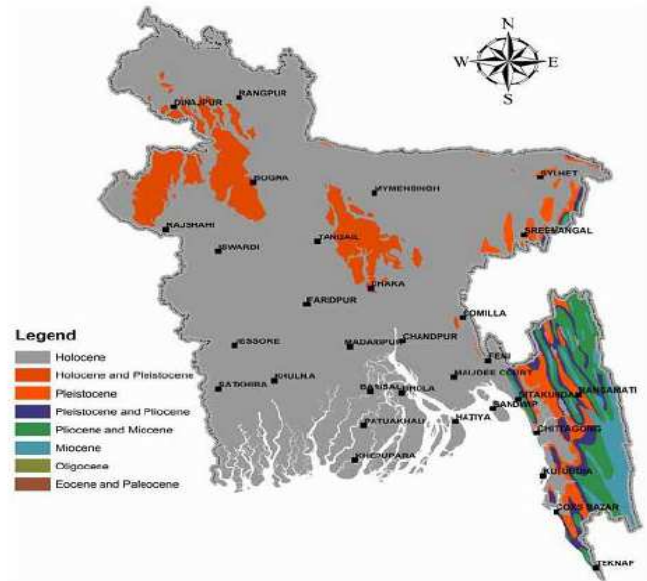 N
W E
S
RANGPUR
DINAJPUR
BOGRA
MYMENSINGH
SYLHET
RAJSHAHI
ISWARDI
TANGAIL
SREEMANGAL
DHAKA
FARIDPUR
COMILLA
JESSORE
MADARIPUR
CHANDPUR
FENI
SATKHIRA
KHULNA
BARISAL
BHOLA
MAIJDEE COURT
SITAKUNDA
RANGAMATI
SANDWIP
PATUAKHALI
HATIYA
CHITTAGONG
KHEPUPARA
KUTUBDIA
COXS BAZAR
TEKNAF
Legend
Holocene
Holocene and Pleistocene
Pleistocene
Pleistocene and Pliocene
Pliocene and Miocene
Miocene
Oligocene
Eocene and Paleocene